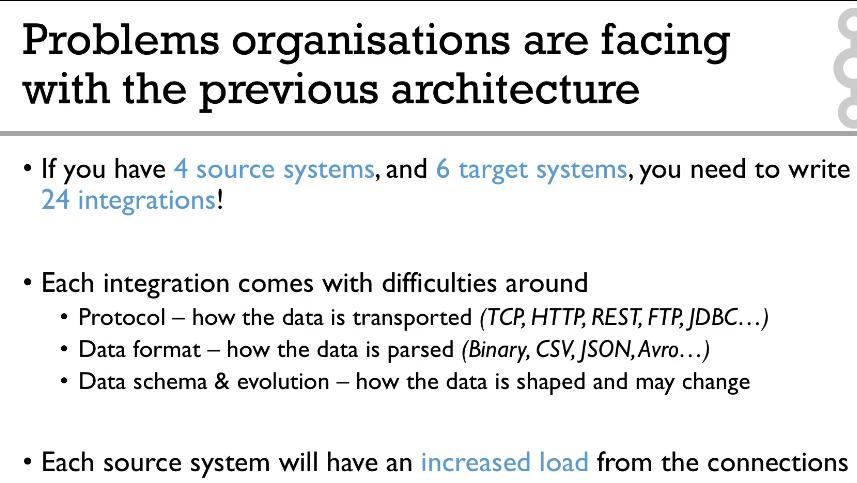 Problems organisations are facing
with the previous architecture
• If you have 4 source systems, and 6 target systems, you need to write
24 integrations!
• Each integration comes with difficulties around
• Protocol – how the data is transported (TCP, HTTP, REST, FTP, JDBC…)
• Data format – how the data is parsed (Binary, CSV, JSON, Avro…)
• Data schema & evolution – how the data is shaped and may change
• Each source system will have an increased load from the connections